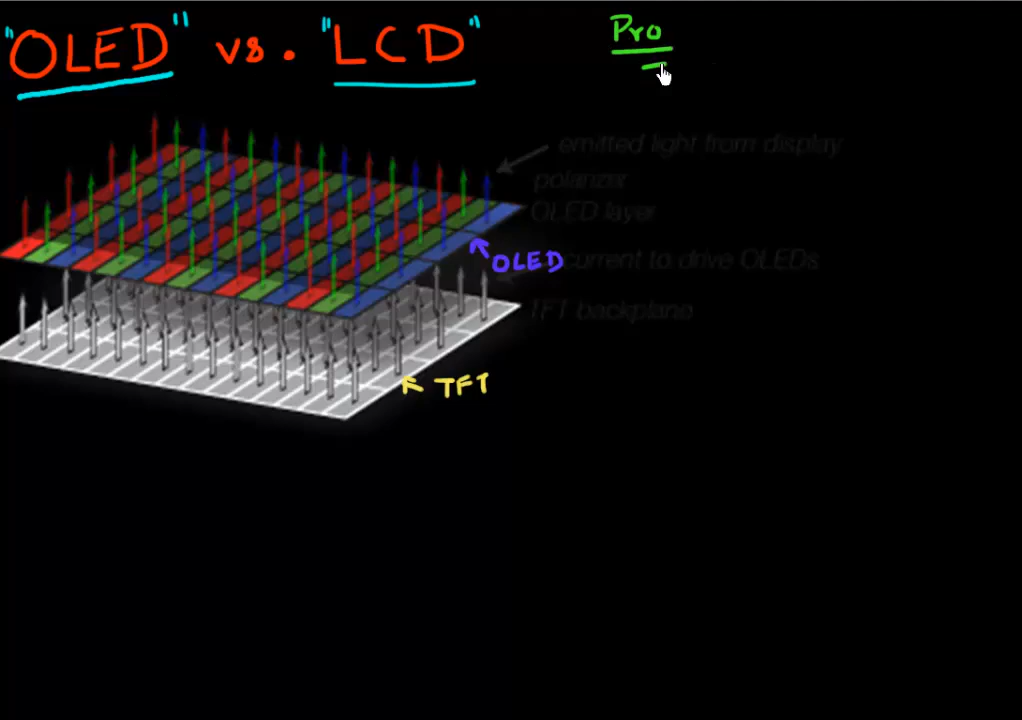 "OLED" vs. "LCD"
Pro
emitted light from display
polarizer
OLED layer
OLED
current to drive OLEDs
TFT backplane
TFT